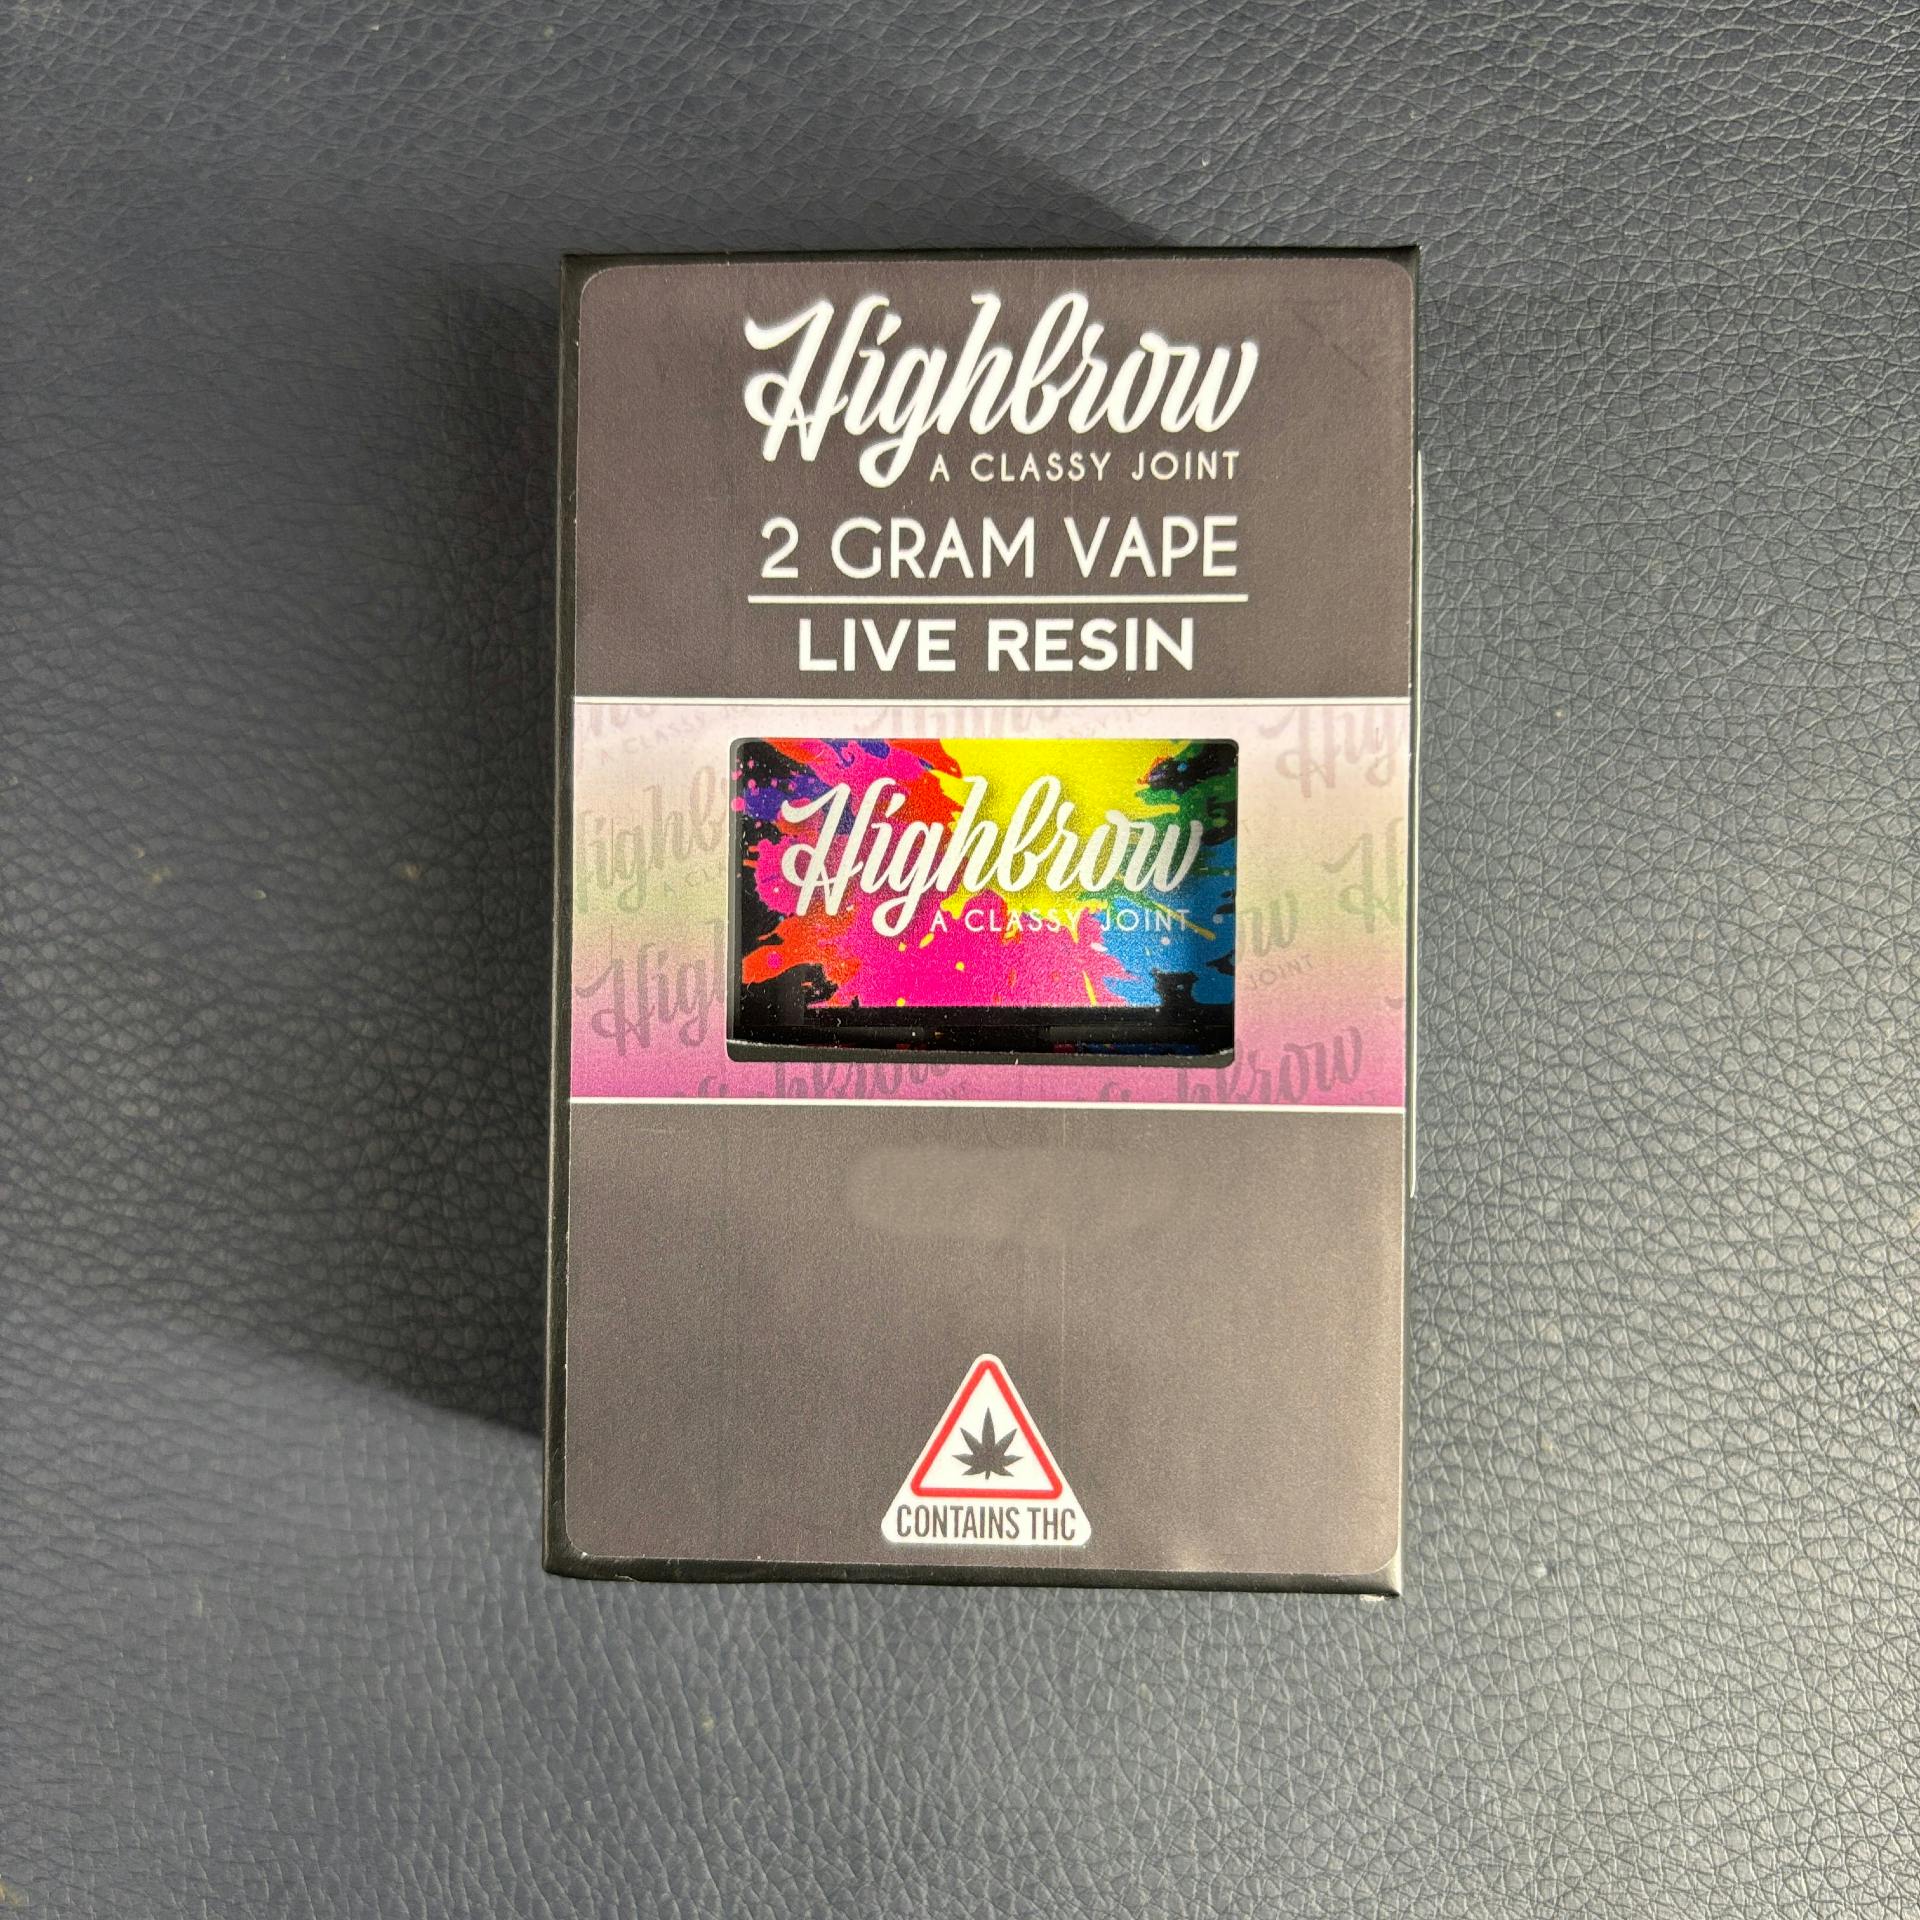 Highbrow
A CLASSY JOINT
2 GRAM VAPE
LIVE RESIN
Highbrow
A CLASSY JOINT
CONTAINS THC